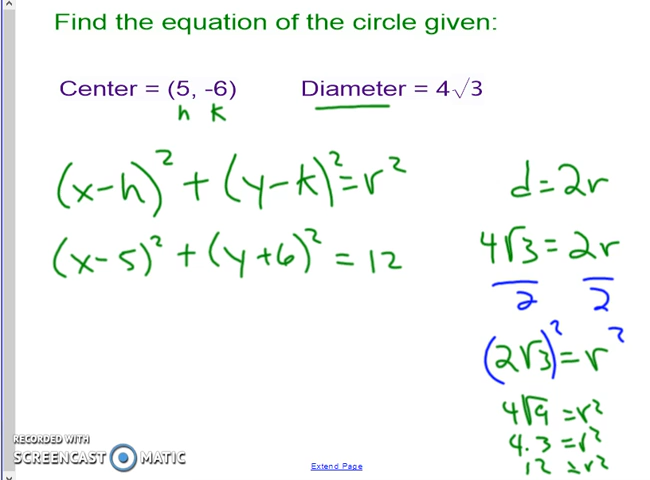 Find the equation of the circle given:
Center = (5, -6) Diameter = 4√3
h k
(x-h)² + (y-k)² = r²
(x-5)² + (y+6)² = 12
d = 2r
4√3 = 2r
2 2
(2√3)² = r²
4√9 = r²
4·3 = r²
12 = r²
RECORDED WITH
SCREENCAST MATIC
Extend Page